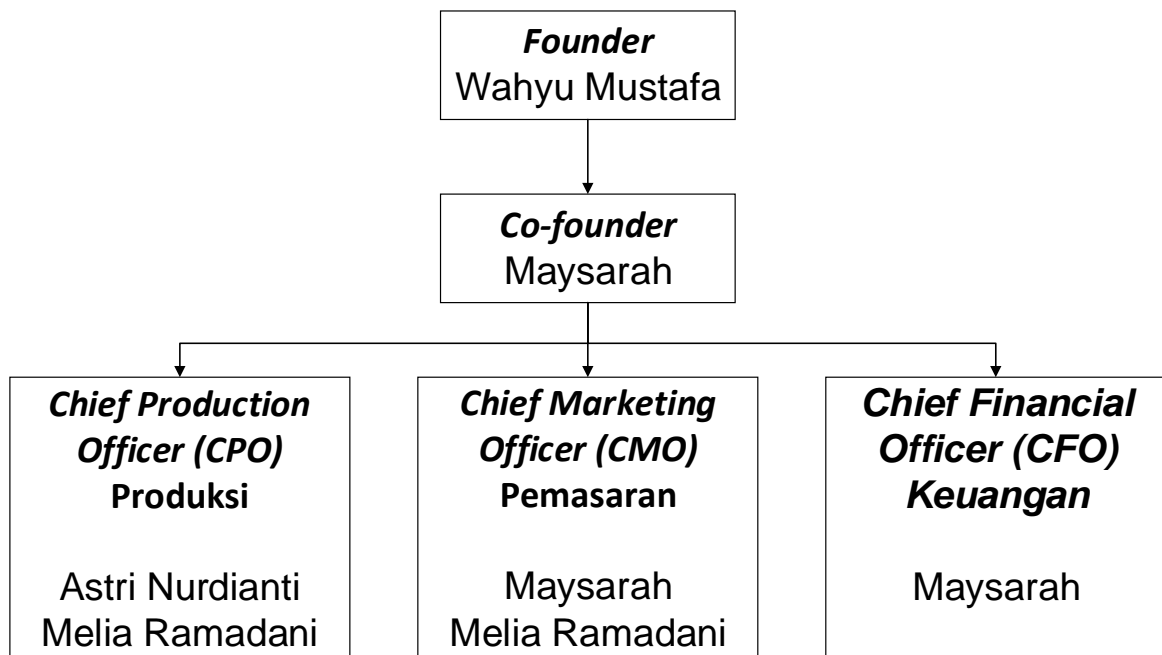 Founder
Wahyu Mustafa
Co-founder
Maysarah
Chief Production
Officer (CPO)
Produksi
Astri Nurdianti
Melia Ramadani
Chief Marketing
Officer (CMO)
Pemasaran
Maysarah
Melia Ramadani
Chief Financial
Officer (CFO)
Keuangan
Maysarah